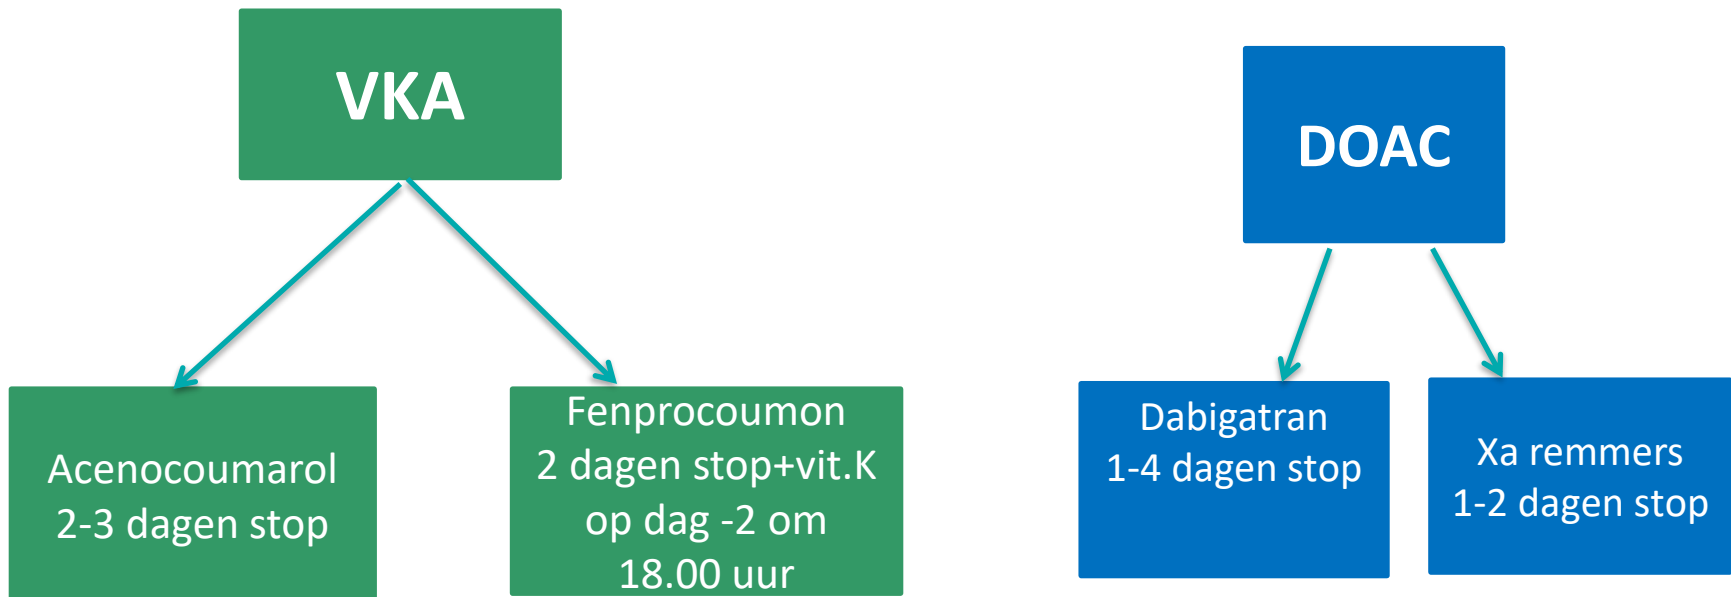 VKA
DOAC
Acenocoumarol
2-3 dagen stop
Fenprocoumon
2 dagen stop+vit.K
op dag -2 om
18.00 uur
Dabigatran
1-4 dagen stop
Xa remmers
1-2 dagen stop